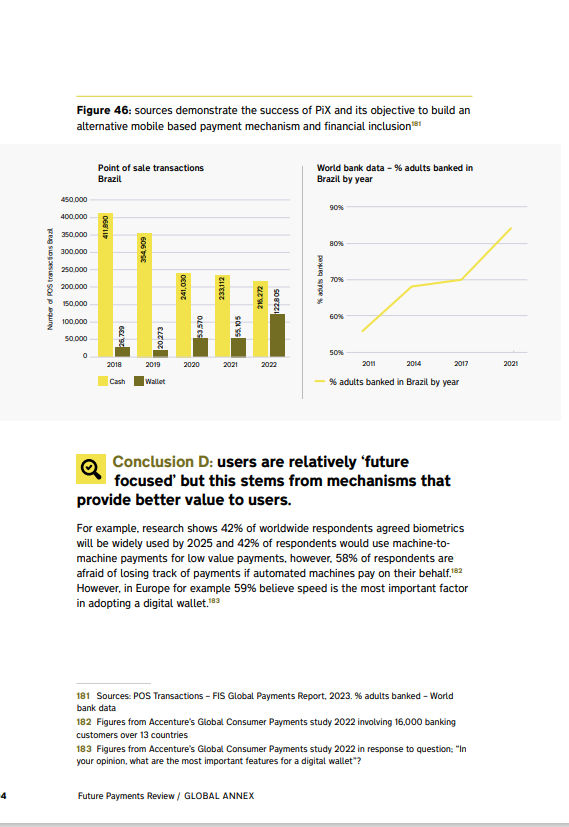 Figure 46: sources demonstrate the success of PiX and its objective to build an
alternative mobile based payment mechanism and financial inclusion181
Point of sale transactions
Brazil
Number of POS transactions Brazil
450,000
400,000
350,000
300,000
250,000
200,000
150,000
100,000
50,000
0
411,890
26,739
354,909
20,273
241,030
53,570
233,112
55,105
216,272
122,805
2018
2019
2020
2021
2022
Cash
Wallet
World bank data – % adults banked in
Brazil by year
% adults banked
90%
80%
70%
60%
50%
2011
2014
2017
2021
% adults banked in Brazil by year
Conclusion D: users are relatively ‘future
focused’ but this stems from mechanisms that
provide better value to users.
For example, research shows 42% of worldwide respondents agreed biometrics
will be widely used by 2025 and 42% of respondents would use machine-to-
machine payments for low value payments, however, 58% of respondents are
afraid of losing track of payments if automated machines pay on their behalf.182
However, in Europe for example 59% believe speed is the most important factor
in adopting a digital wallet.183
181 Sources: POS Transactions – FIS Global Payments Report, 2023. % adults banked – World
bank data
182 Figures from Accenture's Global Consumer Payments study 2022 involving 16,000 banking
customers over 13 countries
183 Figures from Accenture's Global Consumer Payments study 2022 in response to question; “In
your opinion, what are the most important features for a digital wallet”?
4
Future Payments Review / GLOBAL ANNEX